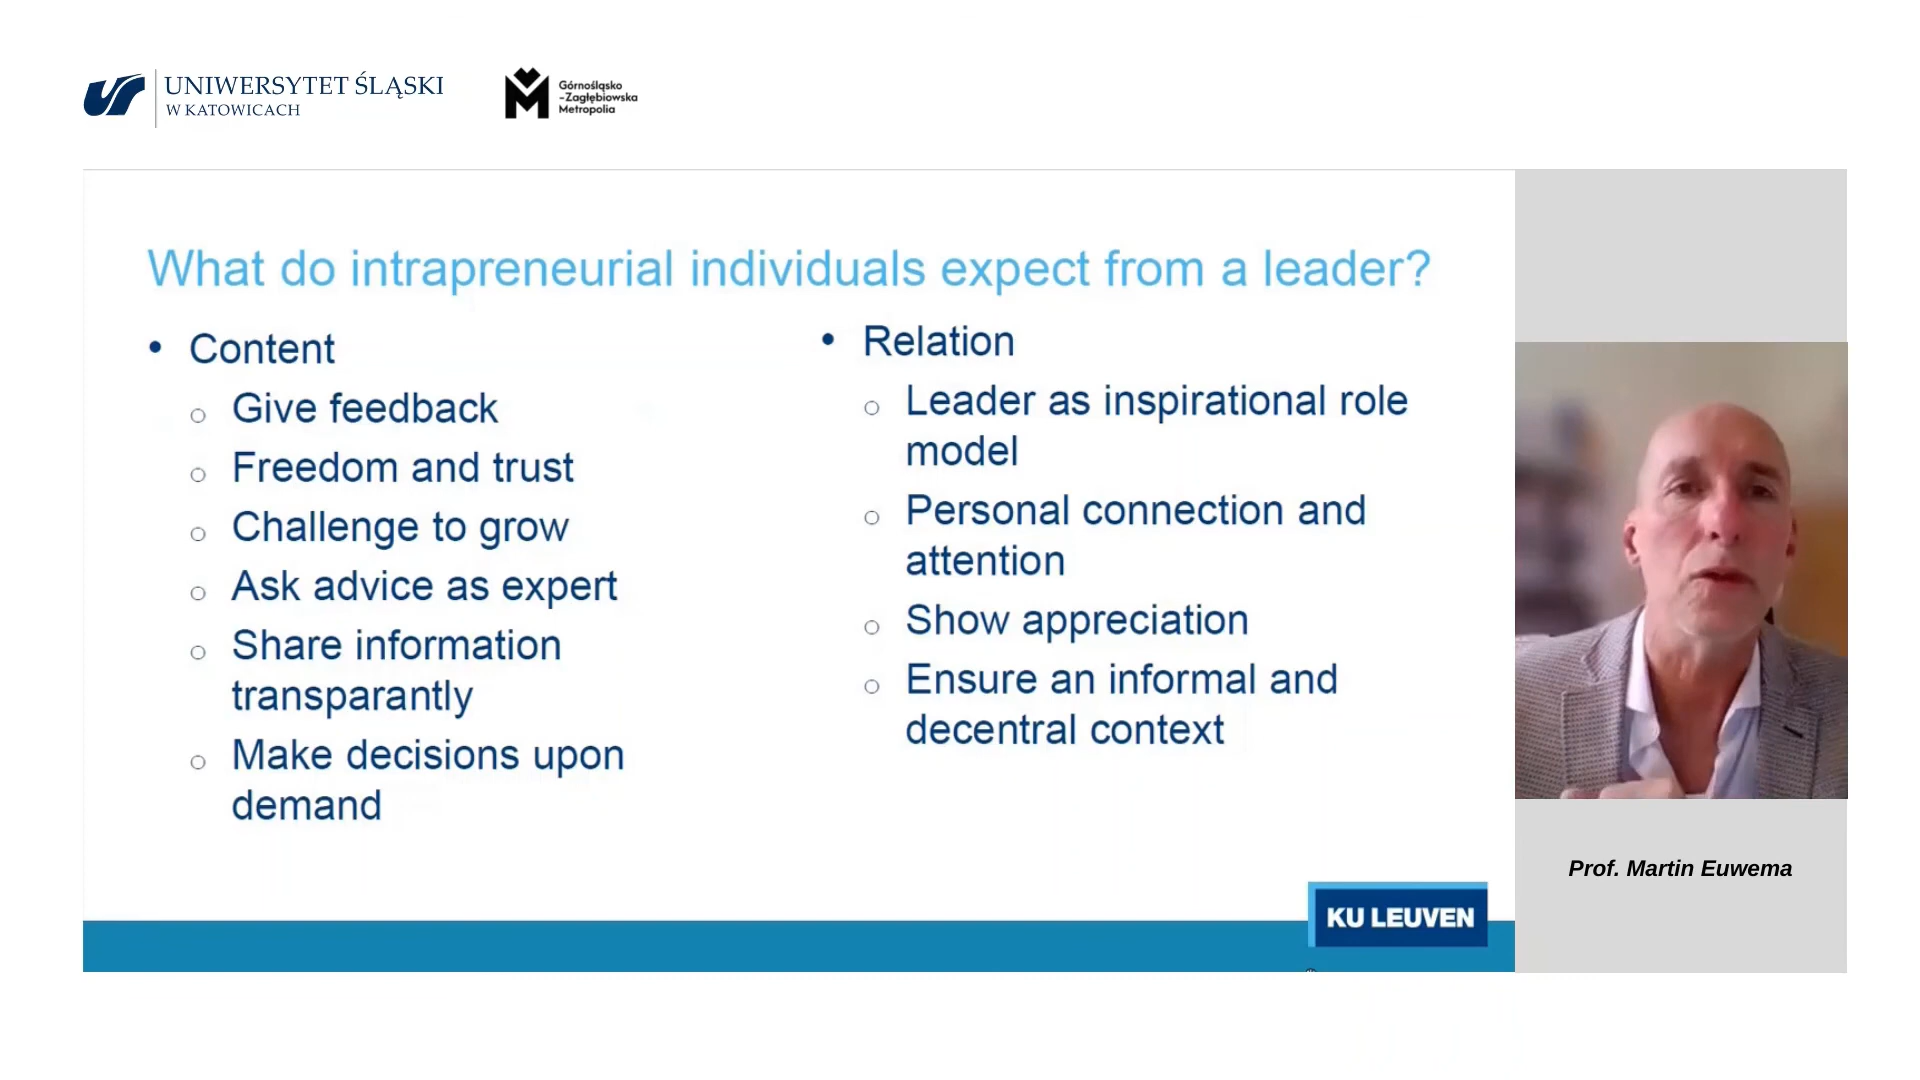 UNIWERSYTET ŚLĄSKI
W KATOWICACH
Górnośląsko
-Zagłębiowska
Metropolia
What do intrapreneurial individuals expect from a leader?
• Content
o Give feedback
o Freedom and trust
o Challenge to grow
o Ask advice as expert
o Share information
transparantly
o Make decisions upon
demand
• Relation
o Leader as inspirational role
model
o Personal connection and
attention
o Show appreciation
o Ensure an informal and
decentral context
KU LEUVEN
Prof. Martin Euwema